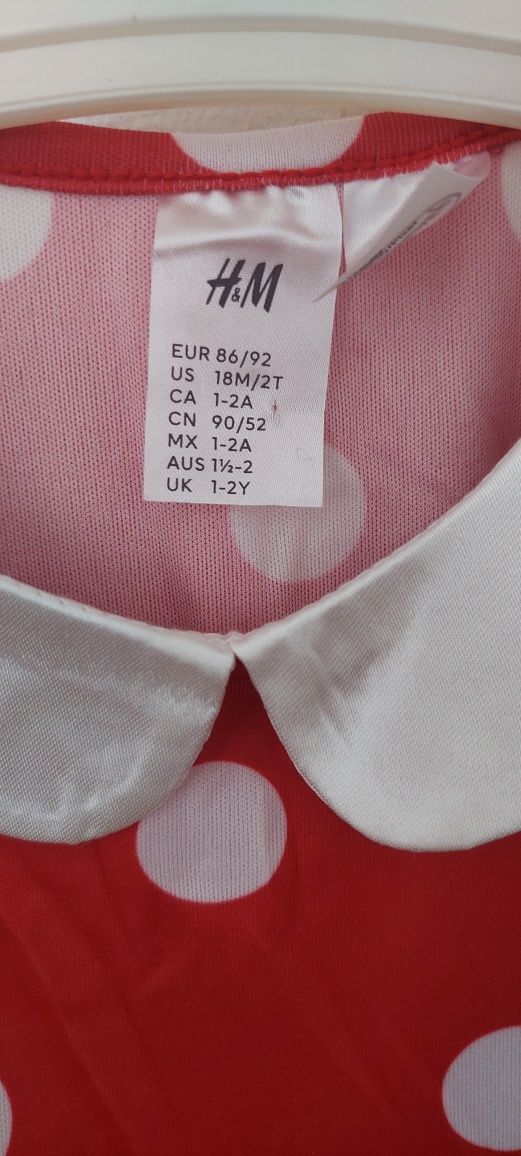 H&M
EUR 86/92
US 18M/2T
CA 1-2A
CN 90/52
MX 1-2A
AUS 1½-2
UK 1-2Y